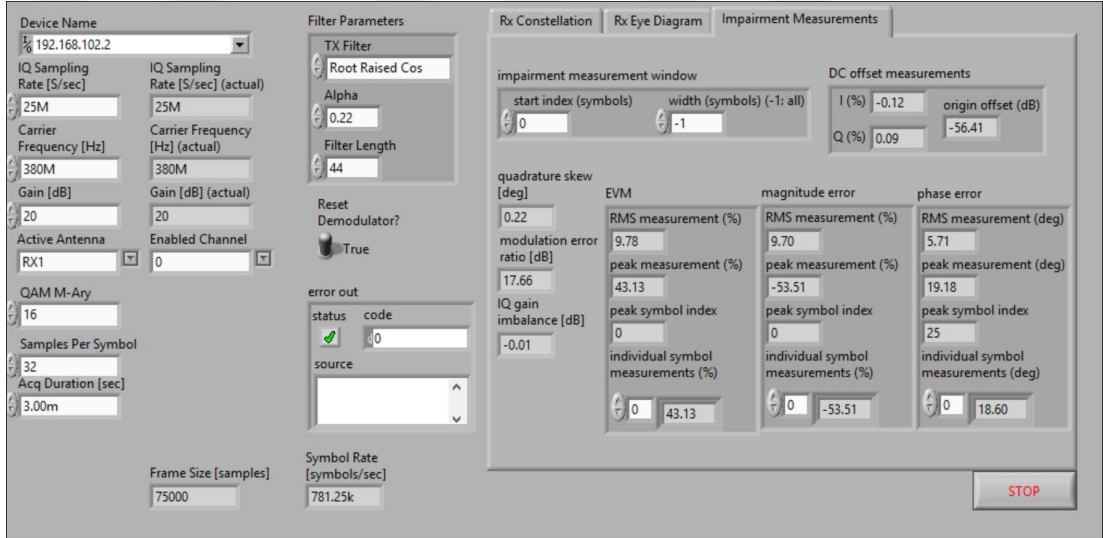 Device Name
192.168.102.2
IQ Sampling
Rate [S/sec]
25M
IQ Sampling
Rate [S/sec] (actual)
25M
Carrier
Frequency [Hz]
380M
Carrier Frequency
[Hz] (actual)
380M
Gain [dB]
20
Gain [dB] (actual)
20
Active Antenna
RX1
Enabled Channel
0
QAM M-Ary
16
Samples Per Symbol
32
Acq Duration [sec]
3.00m
Frame Size [samples]
75000
Filter Parameters
TX Filter
Root Raised Cos
Alpha
0.22
Filter Length
44
Reset
Demodulator?
True
error out
status
code
0
source
Symbol Rate
[symbols/sec]
781.25k
Rx Constellation
Rx Eye Diagram
Impairment Measurements
impairment measurement window
start index (symbols)
0
width (symbols) (-1: all)
-1
DC offset measurements
I (%)
-0.12
Q (%)
0.09
origin offset (dB)
-56.41
quadrature skew
[deg]
0.22
modulation error
ratio [dB]
17.66
IQ gain
imbalance [dB]
-0.01
EVM
RMS measurement (%)
9.78
peak measurement (%)
43.13
peak symbol index
0
individual symbol
measurements (%)
0
43.13
magnitude error
RMS measurement (%)
9.70
peak measurement (%)
-53.51
peak symbol index
0
individual symbol
measurements (%)
0
-53.51
phase error
RMS measurement (deg)
5.71
peak measurement (deg)
19.18
peak symbol index
25
individual symbol
measurements (deg)
0
18.60
STOP